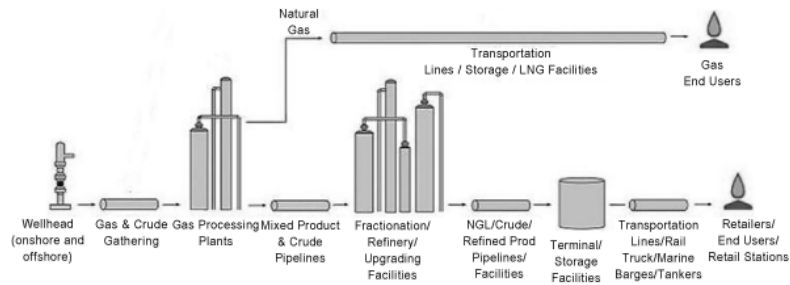 Natural
Gas
Transportation
Lines / Storage / LNG Facilities
Gas
End Users
Wellhead
(onshore and
offshore)
Gas & Crude
Gathering
Gas Processing
Plants
Mixed Product
& Crude
Pipelines
Fractionation/
Refinery/
Upgrading
Facilities
NGL/Crude/
Refined Prod
Pipelines/
Facilities
Terminal/
Storage
Facilities
Transportation
Lines/Rail
Truck/Marine
Barges/Tankers
Retailers/
End Users/
Retail Stations